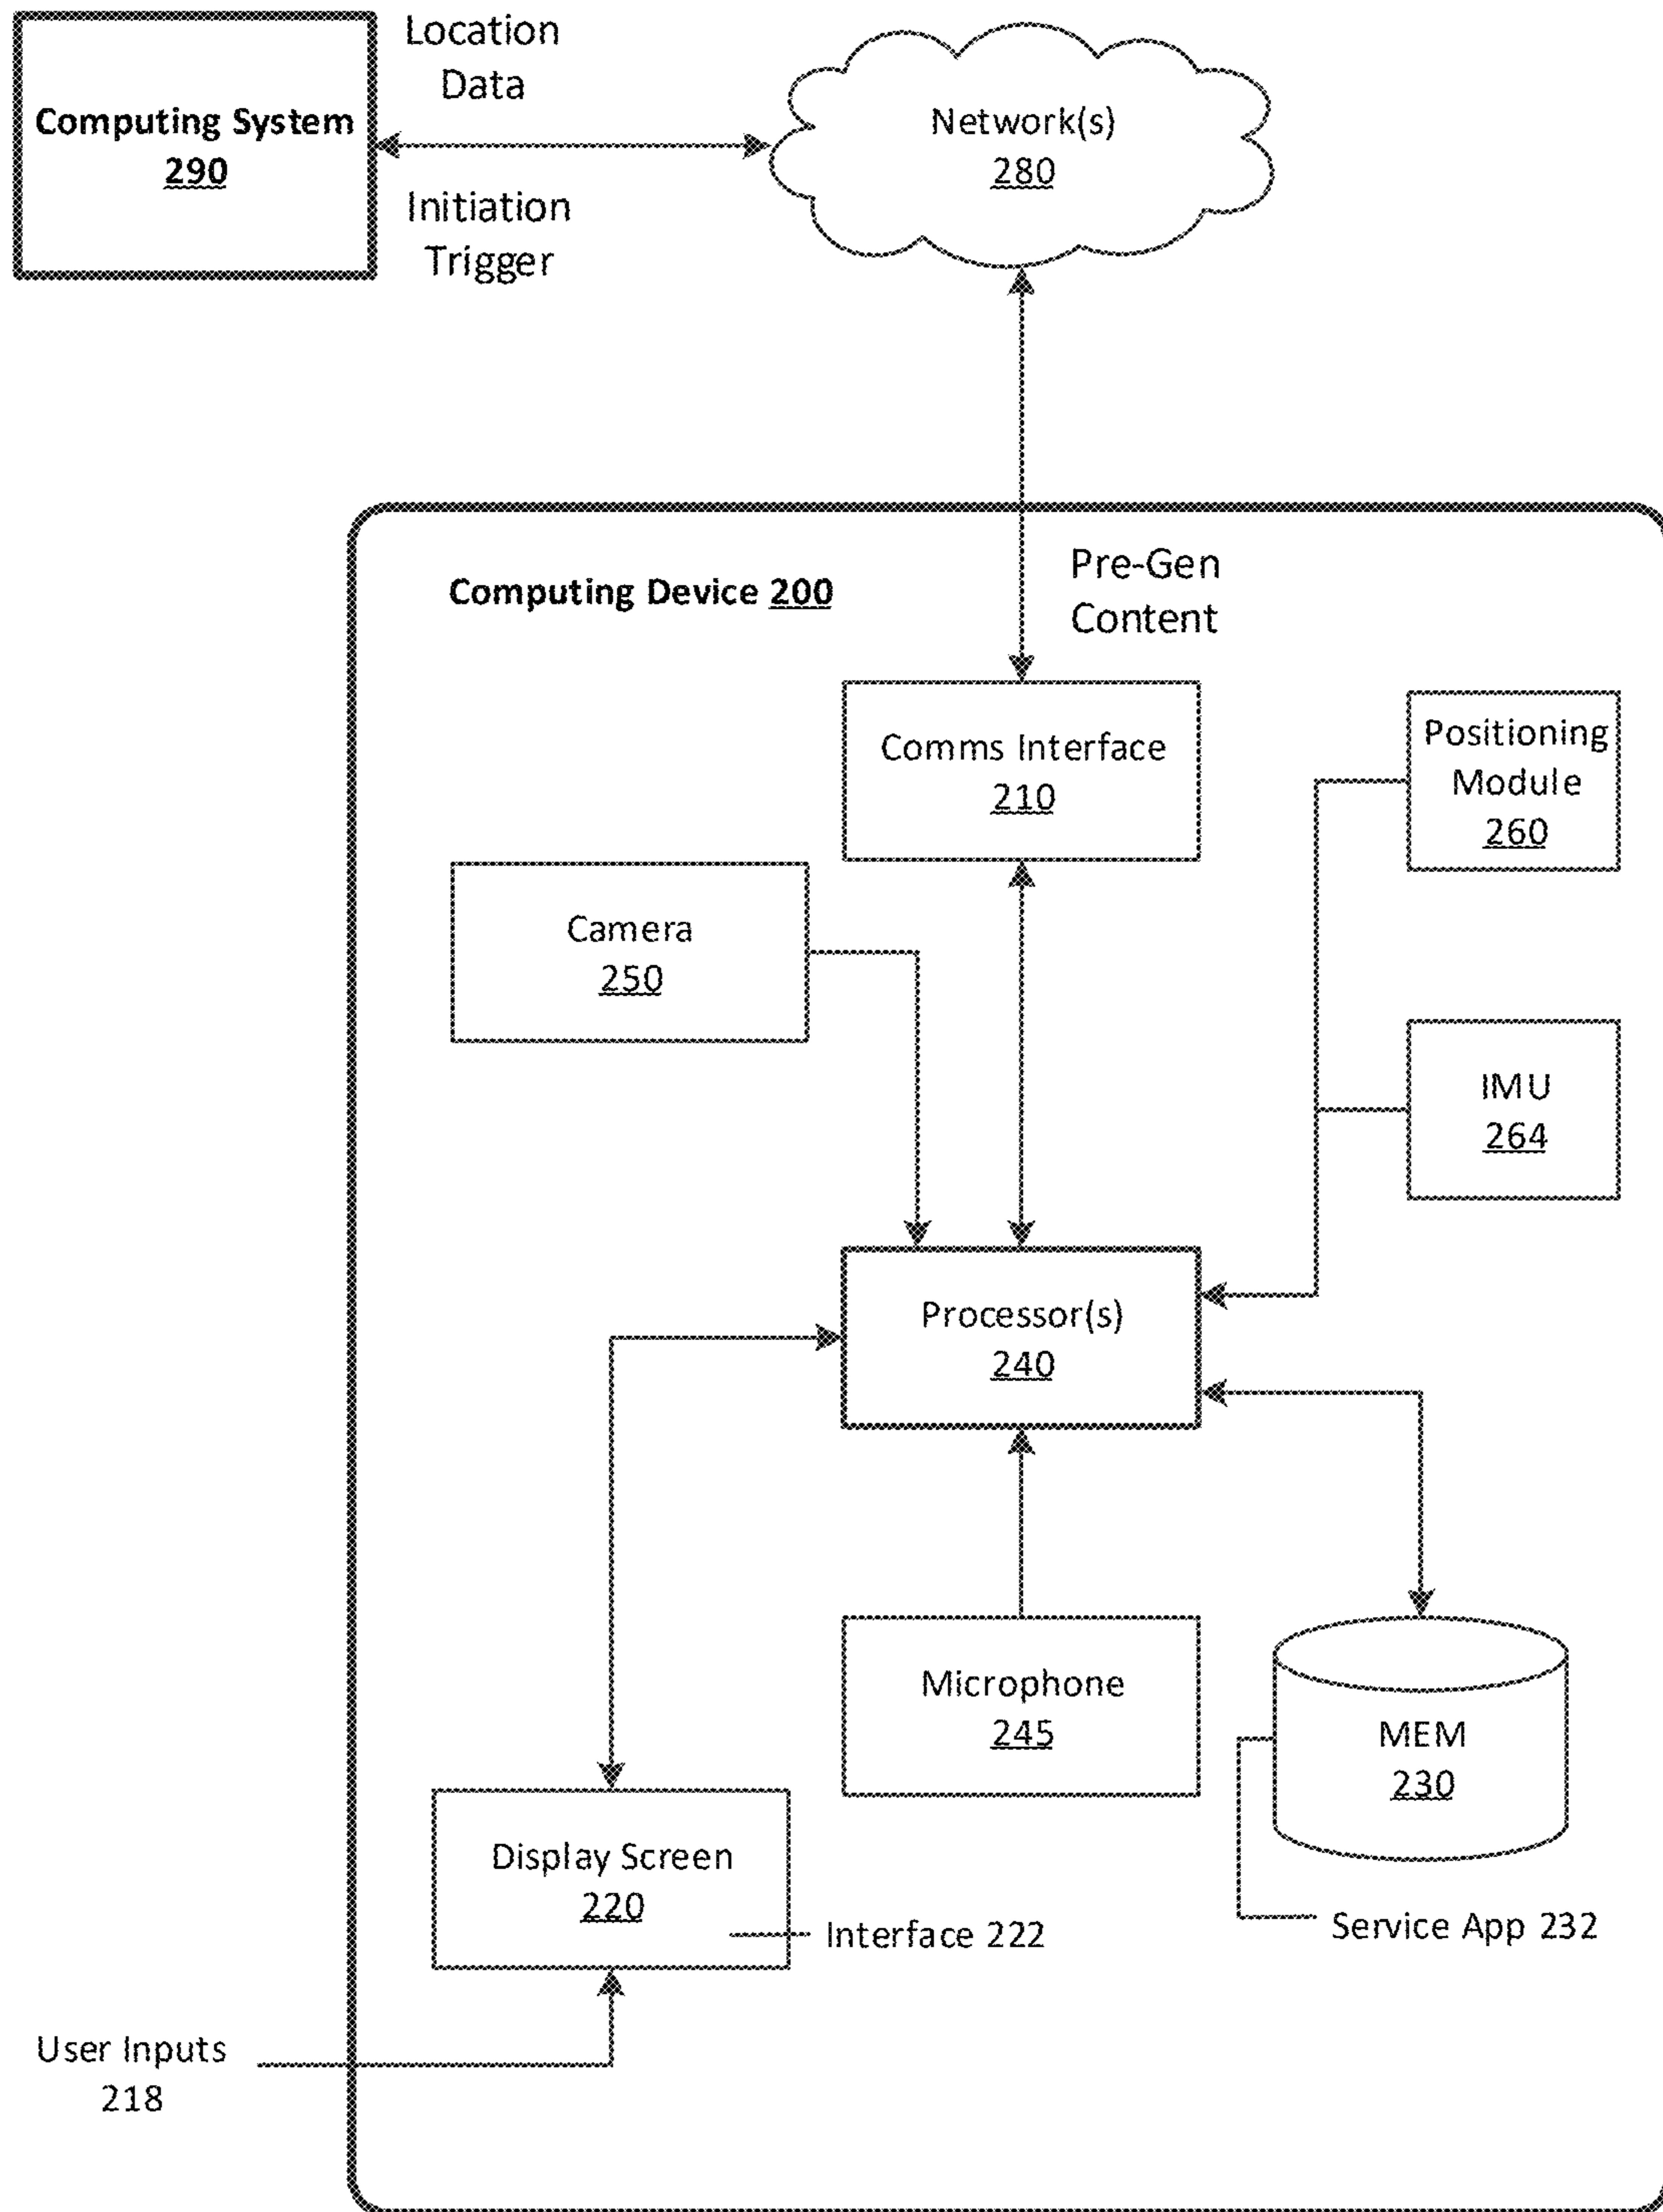 Location
Data
Computing System
290
Initiation
Trigger
Network(s)
280
Computing Device 200
Pre-Gen
Content
Comms Interface
210
Positioning
Module
260
Camera
250
IMU
264
Processor(s)
240
Microphone
245
MEM
230
Display Screen
220
Interface 222
Service App 232
User Inputs
218